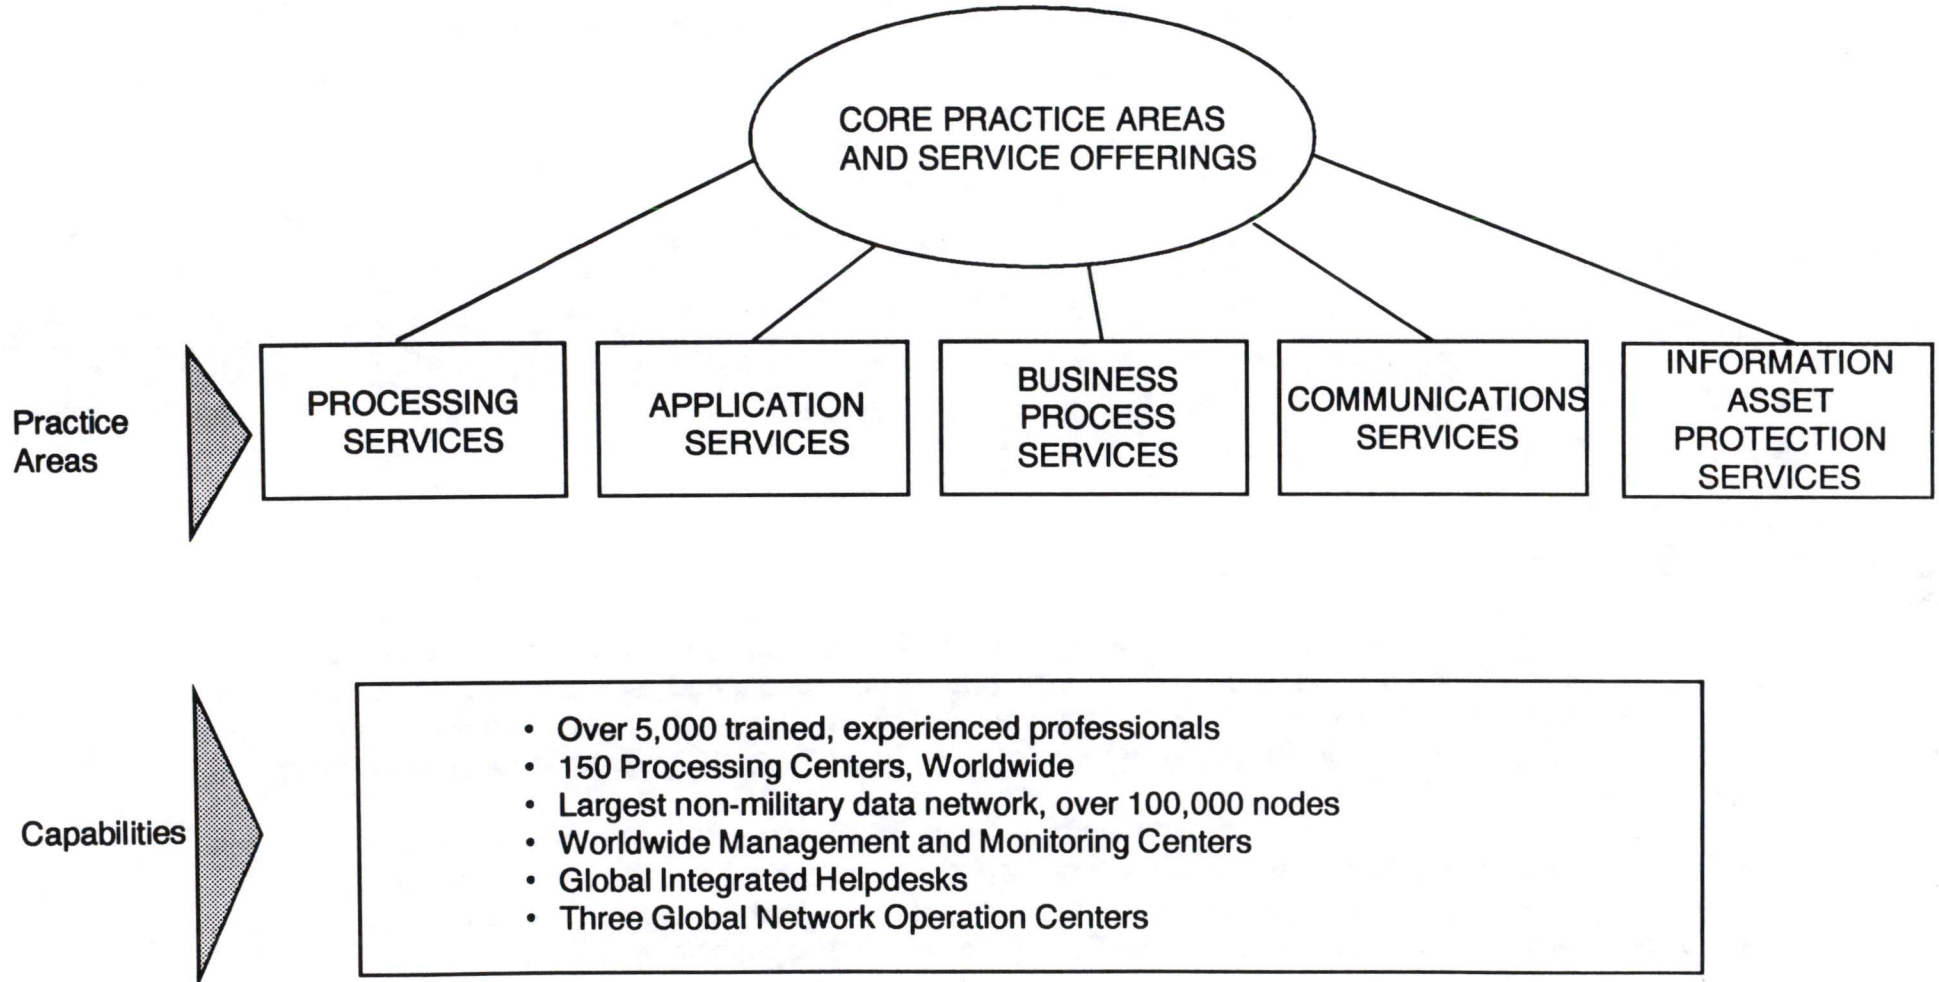 CORE PRACTICE AREAS
AND SERVICE OFFERINGS
Practice
Areas
PROCESSING
SERVICES
APPLICATION
SERVICES
BUSINESS
PROCESS
SERVICES
COMMUNICATIONS
SERVICES
INFORMATION
ASSET
PROTECTION
SERVICES
Capabilities
• Over 5,000 trained, experienced professionals
• 150 Processing Centers, Worldwide
• Largest non-military data network, over 100,000 nodes
• Worldwide Management and Monitoring Centers
• Global Integrated Helpdesks
• Three Global Network Operation Centers